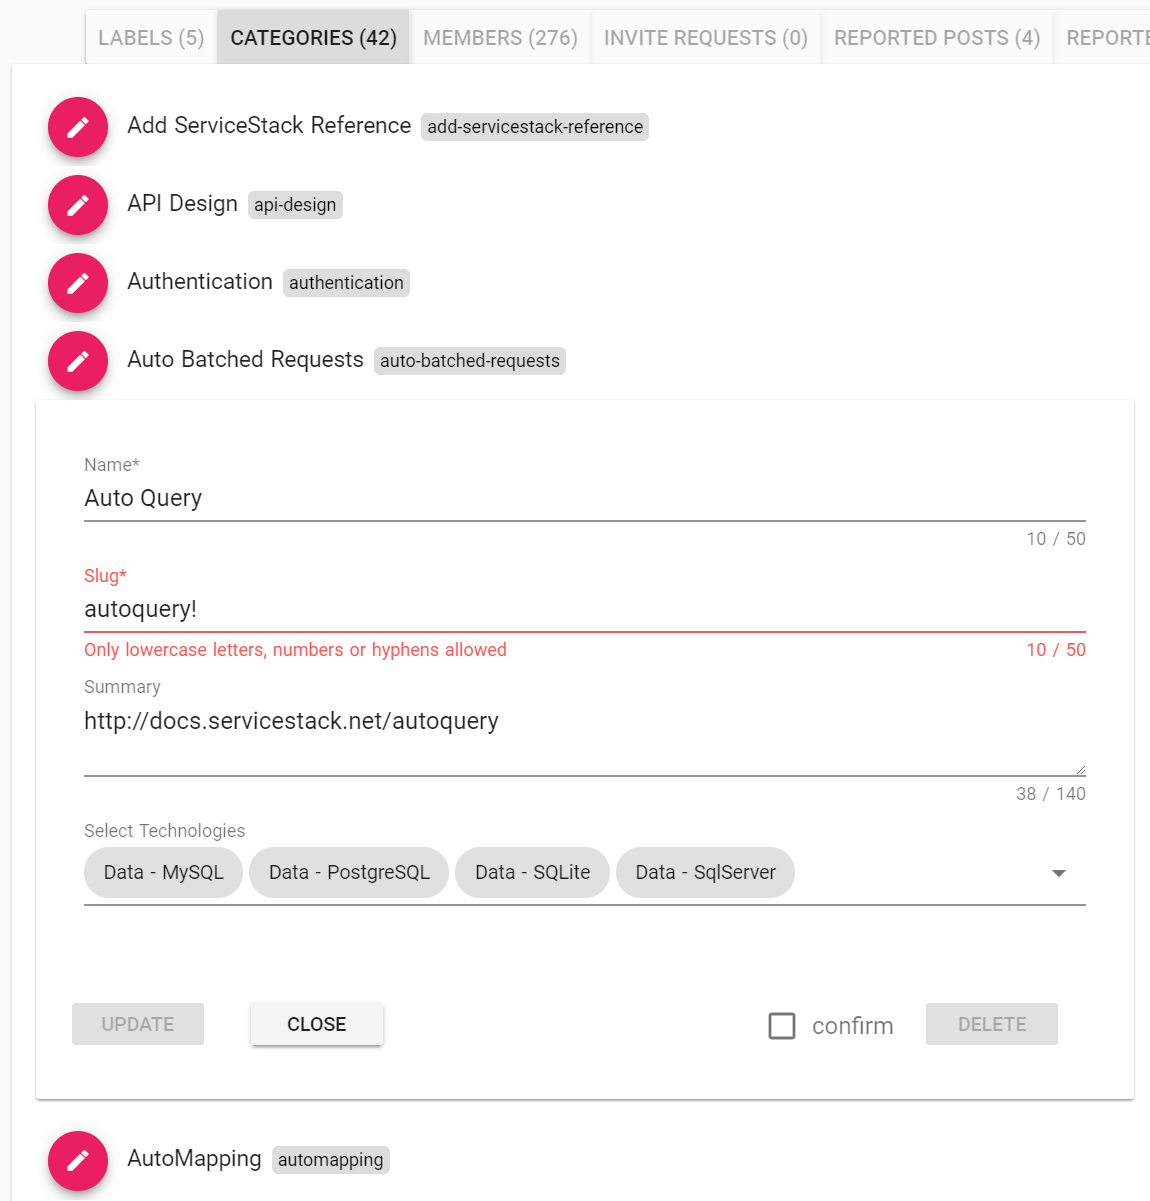 LABELS (5) CATEGORIES (42) MEMBERS (276) INVITE REQUESTS (0) REPORTED POSTS (4) REPORTE
Add ServiceStack Reference add-servicestack-reference
API Design api-design
Authentication authentication
Auto Batched Requests auto-batched-requests
Name*
Auto Query
10 / 50
Slug*
autoquery!
Only lowercase letters, numbers or hyphens allowed 10 / 50
Summary
http://docs.servicestack.net/autoquery
38 / 140
Select Technologies
Data - MySQL Data - PostgreSQL Data - SQLite Data - SqlServer
UPDATE CLOSE confirm DELETE
AutoMapping automapping